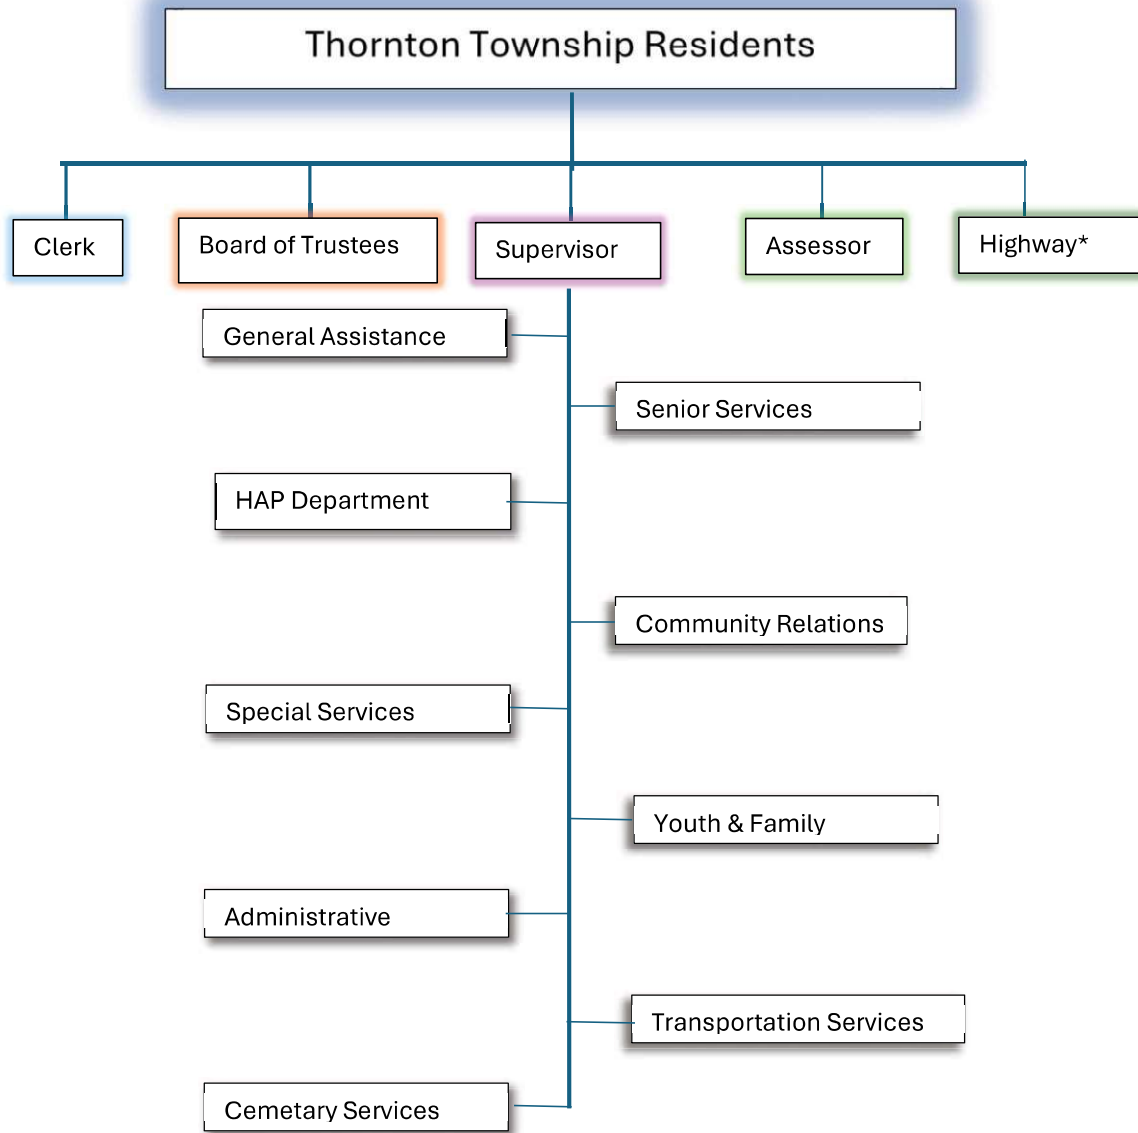 Thornton Township Residents
Clerk
Board of Trustees
Supervisor
Assessor
Highway*
General Assistance
Senior Services
HAP Department
Community Relations
Special Services
Youth & Family
Administrative
Transportation Services
Cemetary Services